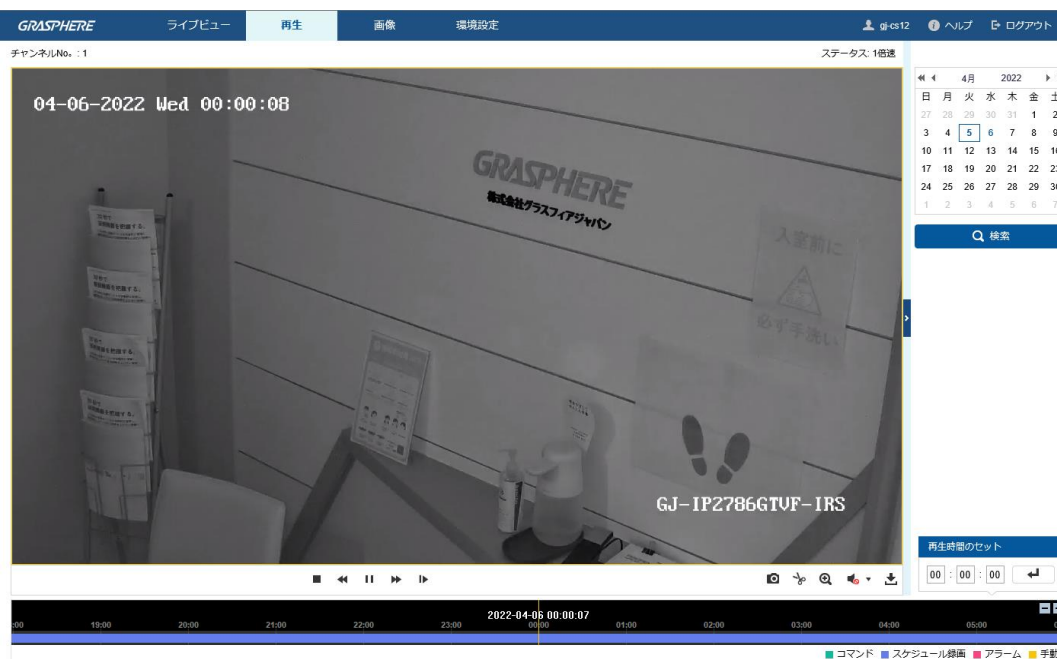 GRASPHERE ライブビュー 再生 画像 環境設定 gj-cs12 ヘルプ ログアウト
チャンネルNo。: 1 ステータス: 1倍速
04-06-2022 Wed 00:00:08
GRASPHERE
株式会社グラスフィアジャパン
入室前に
必ず手洗い
GJ-IP2786GTVF-IRS
4月 2022
日 月 火 水 木 金 土
27 28 29 30 31 1 2
3 4 5 6 7 8 9
10 11 12 13 14 15 16
17 18 19 20 21 22 23
24 25 26 27 28 29 30
1 2 3 4 5 6 7
検索
再生時間のセット
00 : 00 : 00
2022-04-06 00:00:07
:00 19:00 20:00 21:00 22:00 23:00 00:00 01:00 02:00 03:00 04:00 05:00
コマンド スケジュール録画 アラーム 手動